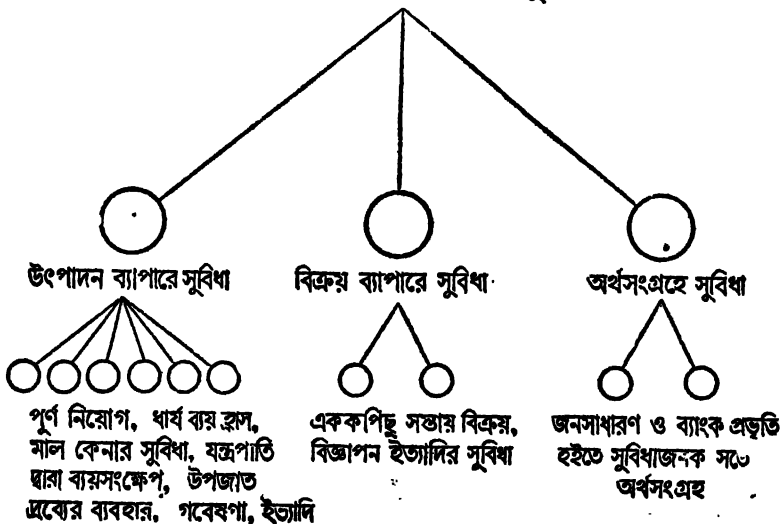 উৎপাদন ব্যাপারে সুবিধা
বিক্রয় ব্যাপারে সুবিধা
অর্থসংগ্রহে সুবিধা
পূর্ণ নিয়োগ, ধার্য ব্যয় হ্রাস,
মাল কেনার সুবিধা, যন্ত্রপাতি
দ্বারা ব্যয়সংক্ষেপ, উপজাত
দ্রব্যের ব্যবহার, গবেষণা, ইত্যাদি
এককপিছু সস্তায় বিক্রয়,
বিজ্ঞাপন ইত্যাদির সুবিধা
জনসাধারণ ও ব্যাংক প্রভৃতি
হইতে সুবিধাজনক
অর্থসংগ্রহ